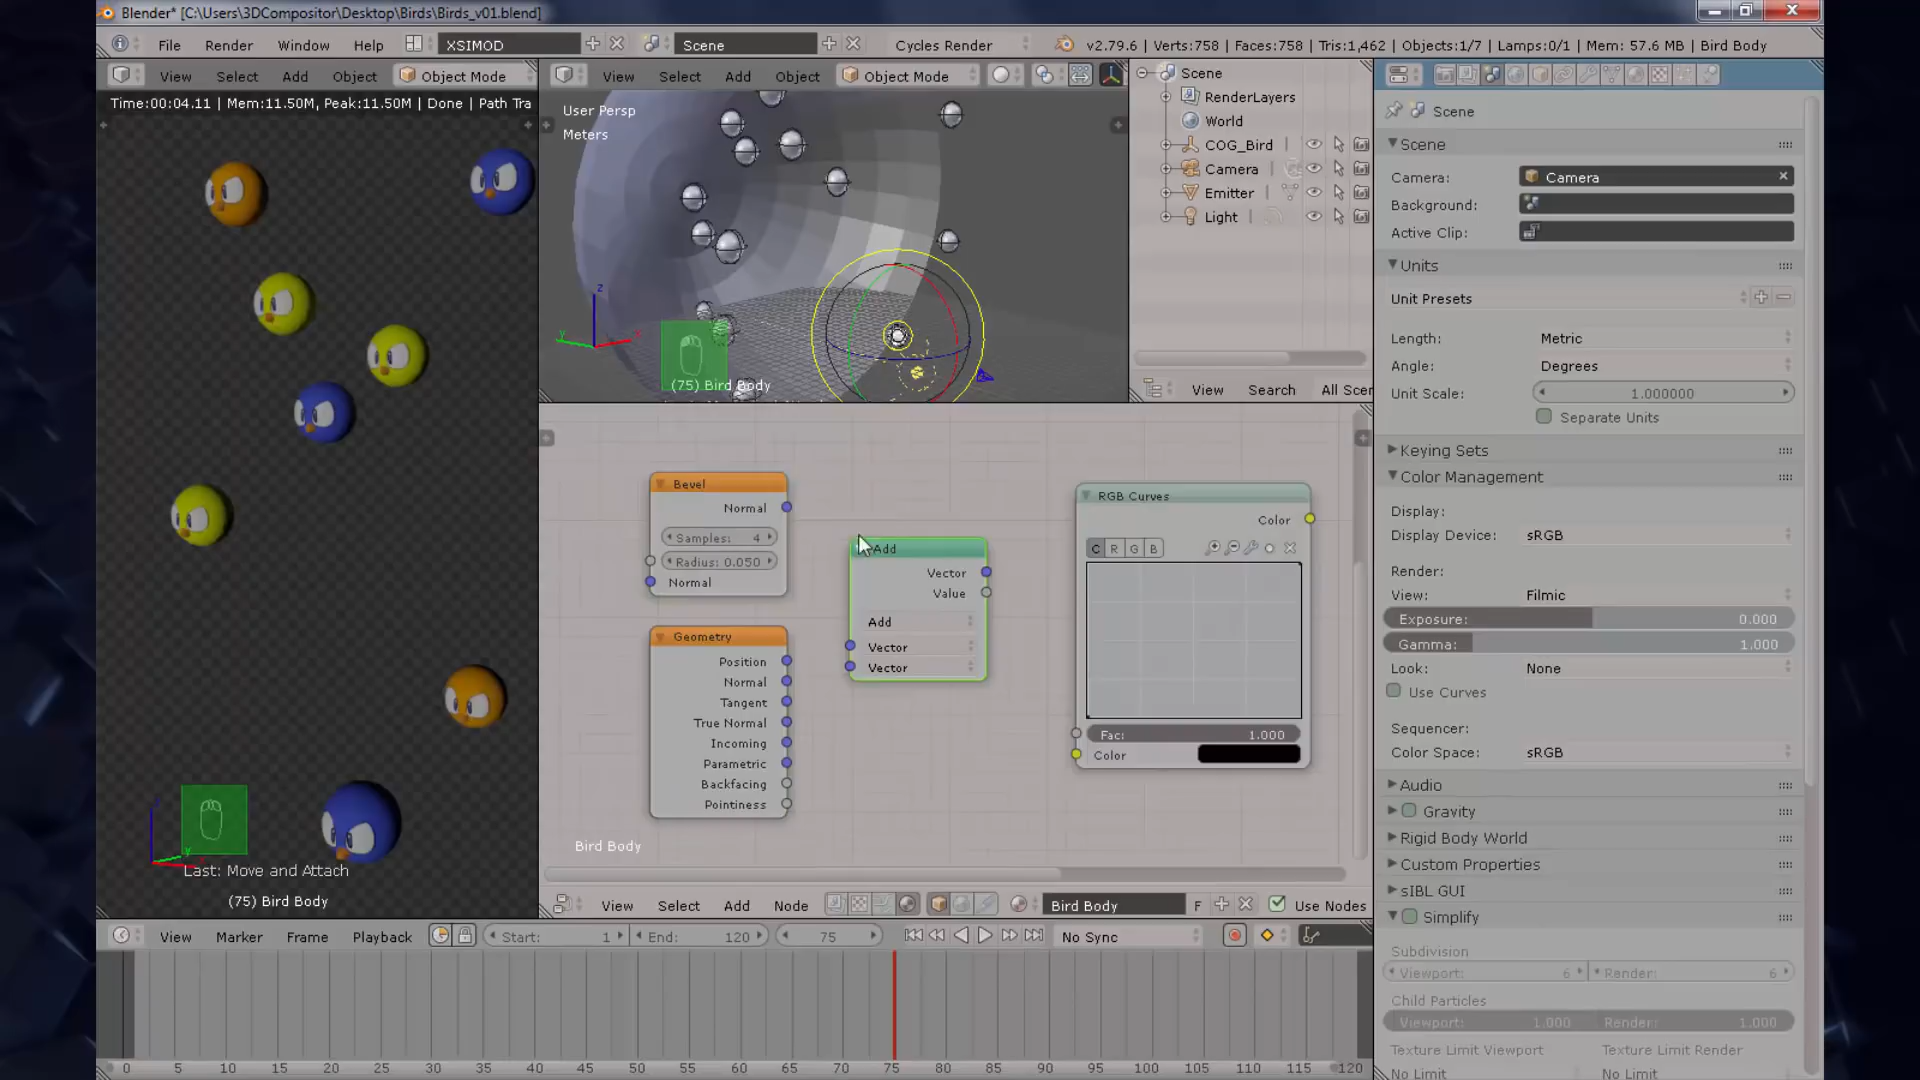 Blender* [C:\Users\3DCompositor\Desktop\Birds\Birds_v01.blend]
File Render Window Help XSIMOD Scene Cycles Render v2.79.6 | Verts:758 | Faces:758 | Tris:1,462 | Objects:1/7 | Lamps:0/1 | Mem: 57.6 MB | Bird Body
View Select Add Object Object Mode
Time:00:04.11 | Mem:11.50M, Peak:11.50M | Done | Path Tra
Last: Move and Attach
(75) Bird Body
View Select Add Object Object Mode
User Persp
Meters
(75) Bird Body
Scene
RenderLayers
World
COG_Bird
Camera
Emitter
Light
View Search All Scen
Bevel
Normal
Samples: 4
Radius: 0.050
Normal
Geometry
Position
Normal
Tangent
True Normal
Incoming
Parametric
Backfacing
Pointiness
Add
Vector
Value
Add
Vector
Vector
RGB Curves
Color
C R G B
Fac: 1.000
Color
Bird Body
View Select Add Node Bird Body F Use Nodes
Scene
Scene
Camera: Camera
Background:
Active Clip:
Units
Unit Presets
Length: Metric
Angle: Degrees
Unit Scale: 1.000000
Separate Units
Keying Sets
Color Management
Display:
Display Device: sRGB
Render:
View: Filmic
Exposure: 0.000
Gamma: 1.000
Look: None
Use Curves
Sequencer:
Color Space: sRGB
Audio
Gravity
Rigid Body World
Custom Properties
sIBL GUI
Simplify
Subdivision
Viewport: 6 Render: 6
Child Particles
Viewport: 1.000 Render: 1.000
Texture Limit Viewport Texture Limit Render
No Limit No Limit
View Marker Frame Playback Start: 1 End: 120 75 No Sync
0 5 10 15 20 25 30 35 40 45 50 55 60 65 70 75 80 85 90 95 100 105 110 115 120